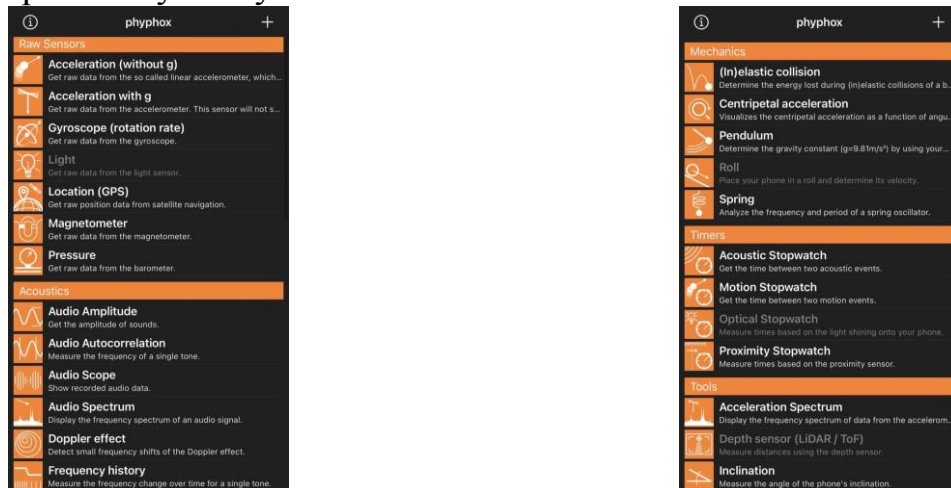 phyphox
Raw Sensors
Acceleration (without g)
Get raw data from the so called linear accelerometer, which...
Acceleration with g
Get raw data from the accelerometer. This sensor will not s...
Gyroscope (rotation rate)
Get raw data from the gyroscope.
Light
Get raw data from the light sensor.
Location (GPS)
Get raw position data from satellite navigation.
Magnetometer
Get raw data from the magnetometer.
Pressure
Get raw data from the barometer.
Acoustics
Audio Amplitude
Get the amplitude of sounds.
Audio Autocorrelation
Measure the frequency of a single tone.
Audio Scope
Show recorded audio data.
Audio Spectrum
Display the frequency spectrum of an audio signal.
Doppler effect
Detect small frequency shifts of the Doppler effect.
Frequency history
Measure the frequency change over time for a single tone.
phyphox
Mechanics
(In)elastic collision
Determine the energy lost during (in)elastic collisions of a b...
Centripetal acceleration
Visualizes the centripetal acceleration as a function of angu...
Pendulum
Determine the gravity constant (g=9.81m/s²) by using your...
Roll
Place your phone in a roll and determine its velocity.
Spring
Analyze the frequency and period of a spring oscillator.
Timers
Acoustic Stopwatch
Get the time between two acoustic events.
Motion Stopwatch
Get the time between two motion events.
Optical Stopwatch
Measure times based on the light shining onto your phone.
Proximity Stopwatch
Measure times based on the proximity sensor.
Tools
Acceleration Spectrum
Display the frequency spectrum of data from the accelerom...
Depth sensor (LiDAR / ToF)
Measure distances using the depth sensor.
Inclination
Measure the angle of the phone's inclination.